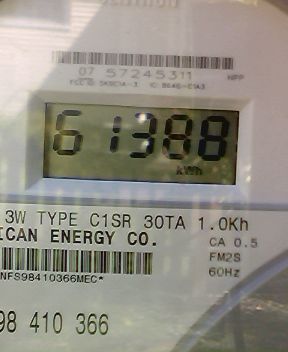 07 57245311 NPP
61388
kWh
3W TYPE C1SR 30TA 1.0Kh
ICAN ENERGY CO.
CA 0.5
FM2S
60Hz
NFS98410366MEC*
98 410 366